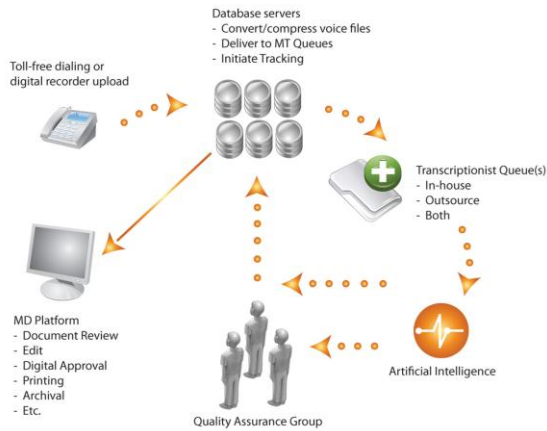 Database servers
- Convert/compress voice files
- Deliver to MT Queues
- Initiate Tracking
Toll-free dialing or
digital recorder upload
Transcriptionist Queue(s)
- In-house
- Outsource
- Both
MD Platform
- Document Review
- Edit
- Digital Approval
- Printing
- Archival
- Etc.
Artificial Intelligence
Quality Assurance Group